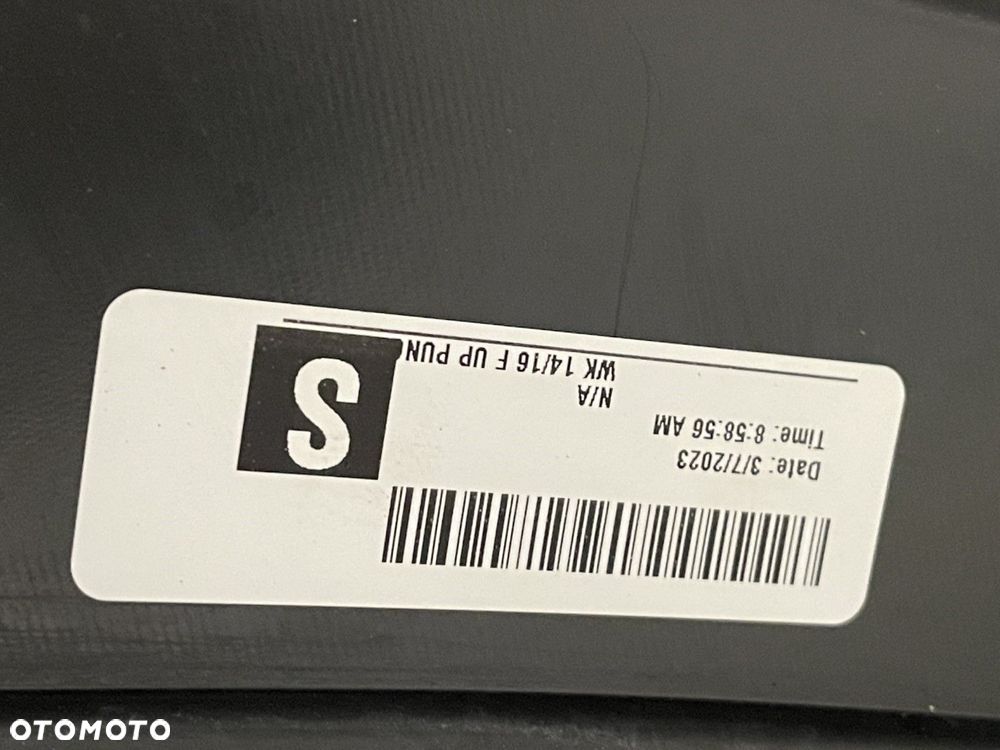 Date: 3/7/2023
Time: 8:58:56 AM
N/A
WK 14/16 F UP PUN
S
OTOMOTO